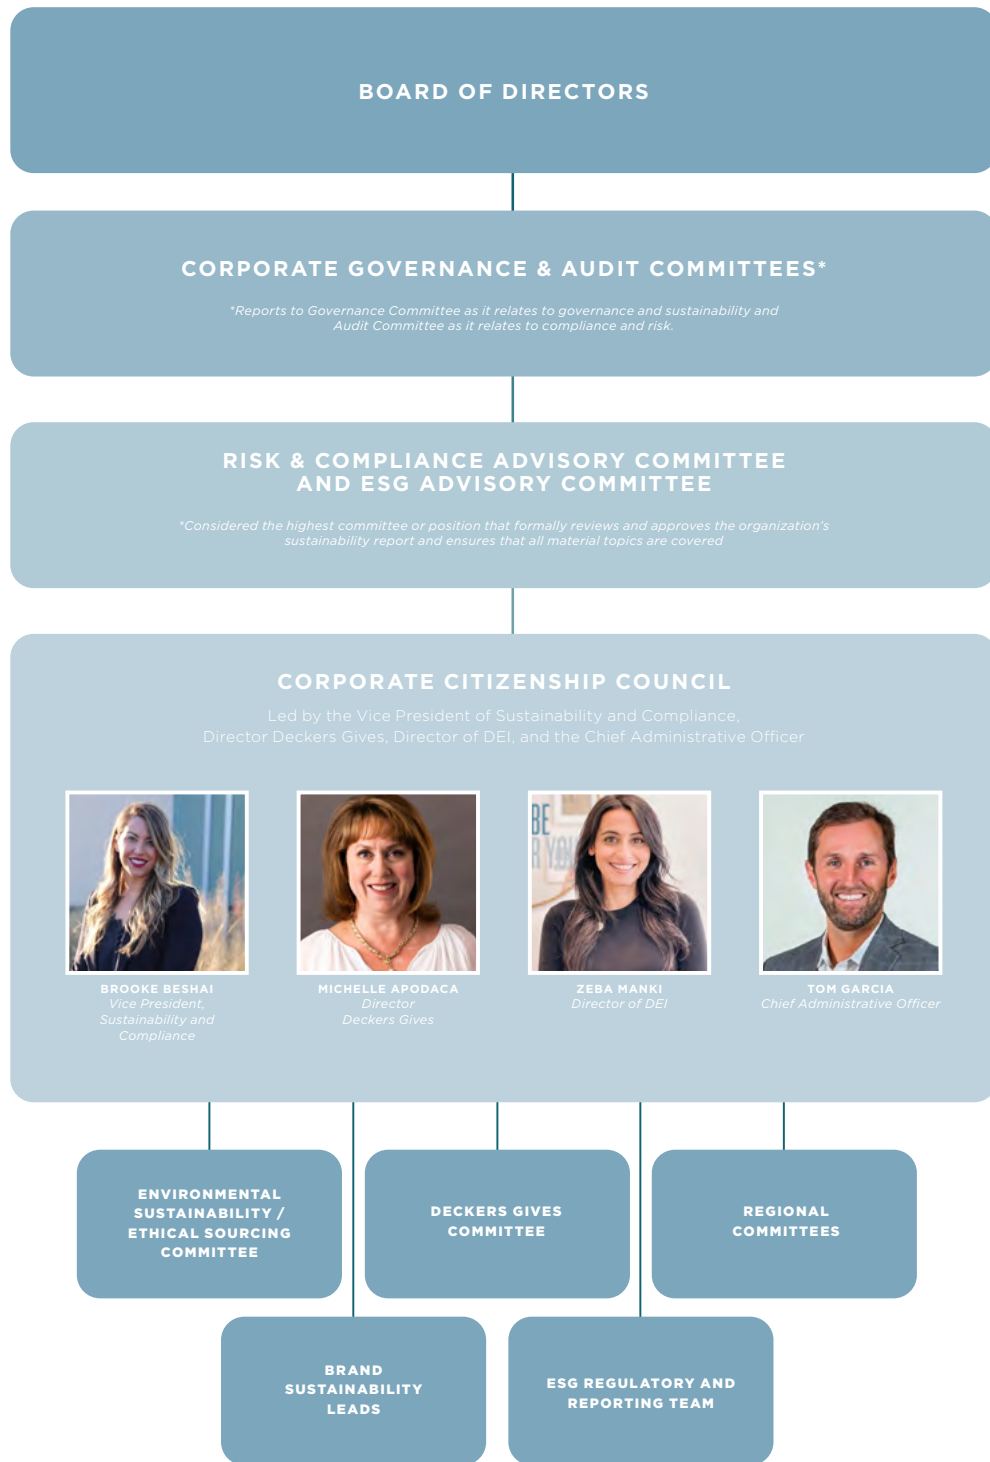 BOARD OF DIRECTORS
CORPORATE GOVERNANCE & AUDIT COMMITTEES*
*Reports to Governance Committee as it relates to governance and sustainability and
Audit Committee as it relates to compliance and risk.
RISK & COMPLIANCE ADVISORY COMMITTEE
AND ESG ADVISORY COMMITTEE
*Considered the highest committee or position that formally reviews and approves the organization's
sustainability report and ensures that all material topics are covered
CORPORATE CITIZENSHIP COUNCIL
Led by the Vice President of Sustainability and Compliance,
Director Deckers Gives, Director of DEI, and the Chief Administrative Officer
BE
R YOU
BROOKE BESHAI
Vice President,
Sustainability and
Compliance
MICHELLE APODACA
Director
Deckers Gives
ZEBA MANKI
Director of DEI
TOM GARCIA
Chief Administrative Officer
ENVIRONMENTAL
SUSTAINABILITY /
ETHICAL SOURCING
COMMITTEE
DECKERS GIVES
COMMITTEE
REGIONAL
COMMITTEES
BRAND
SUSTAINABILITY
LEADS
ESG REGULATORY AND
REPORTING TEAM